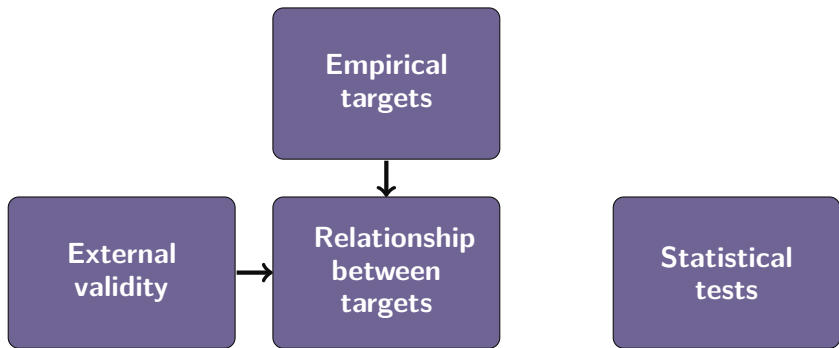 Empirical
targets
External
validity
Relationship
between
targets
Statistical
tests